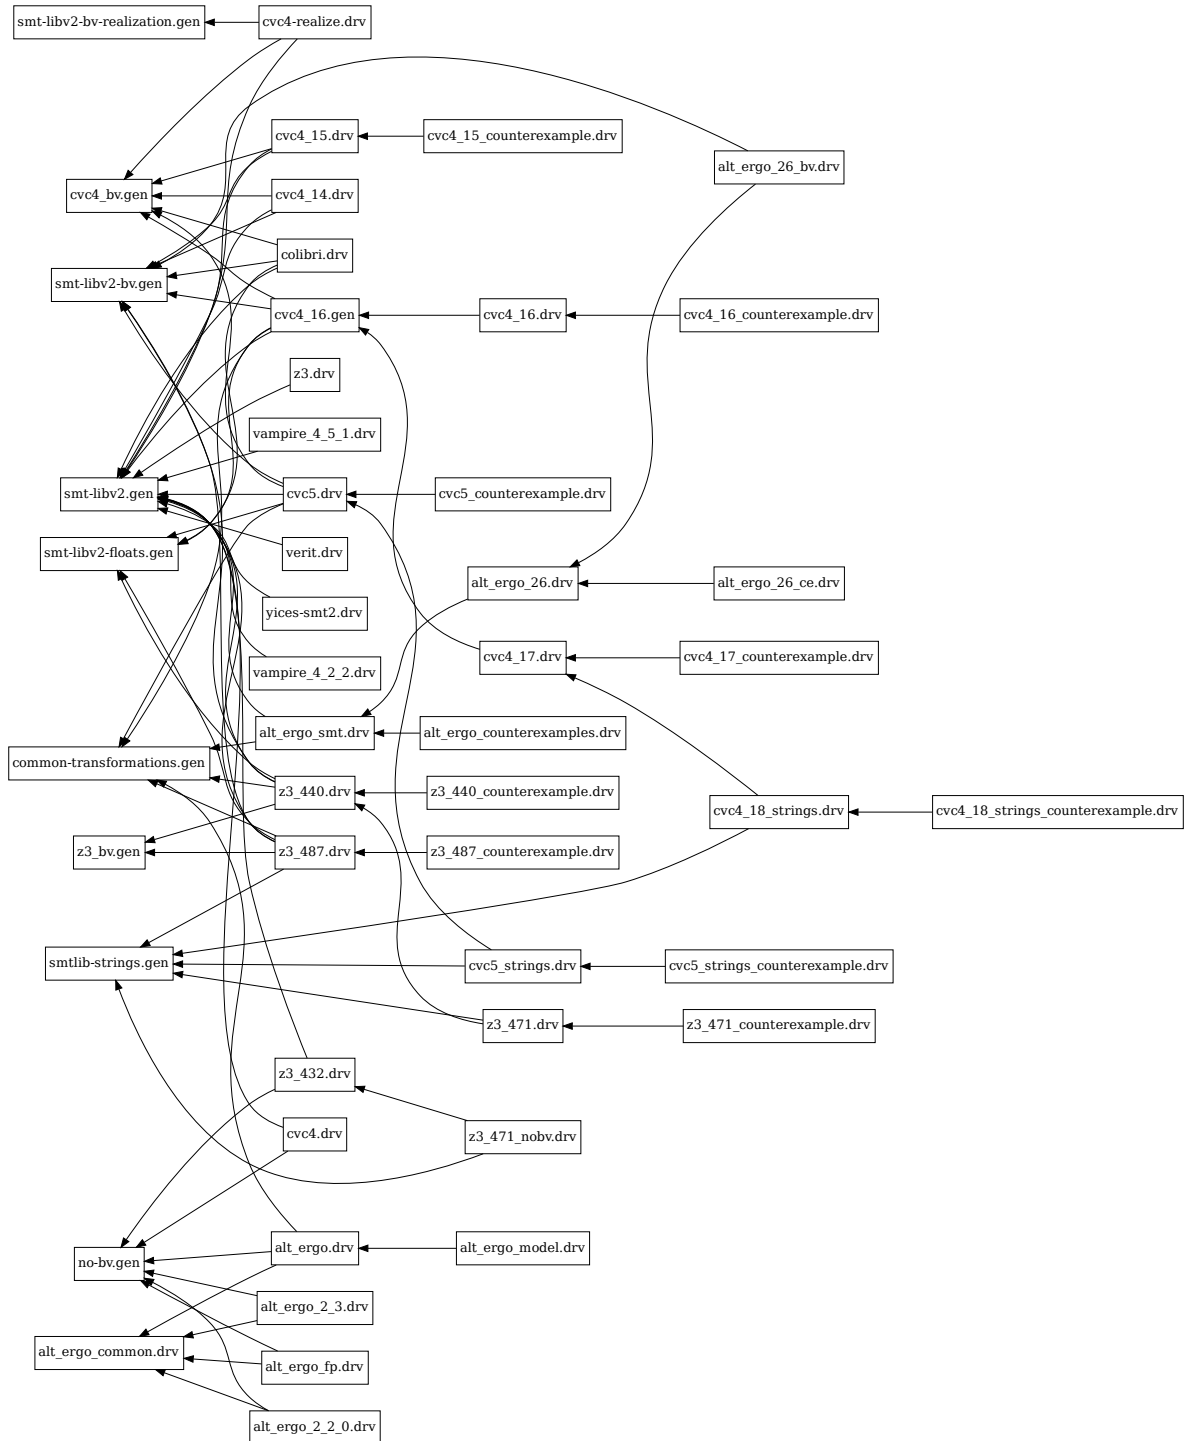 smt-libv2-bv-realization.gen
cvc4-realize.drv
cvc4_15.drv
cvc4_15_counterexample.drv
alt_ergo_26_bv.drv
cvc4_bv.gen
cvc4_14.drv
colibri.drv
smt-libv2-bv.gen
cvc4_16.gen
cvc4_16.drv
cvc4_16_counterexample.drv
z3.drv
vampire_4_5_1.drv
smt-libv2.gen
cvc5.drv
cvc5_counterexample.drv
smt-libv2-floats.gen
verit.drv
alt_ergo_26.drv
alt_ergo_26_ce.drv
yices-smt2.drv
cvc4_17.drv
cvc4_17_counterexample.drv
vampire_4_2_2.drv
alt_ergo_smt.drv
alt_ergo_counterexamples.drv
common-transformations.gen
z3_440.drv
z3_440_counterexample.drv
cvc4_18_strings.drv
cvc4_18_strings_counterexample.drv
z3_bv.gen
z3_487.drv
z3_487_counterexample.drv
smtlib-strings.gen
cvc5_strings.drv
cvc5_strings_counterexample.drv
z3_471.drv
z3_471_counterexample.drv
z3_432.drv
cvc4.drv
z3_471_nobv.drv
alt_ergo.drv
alt_ergo_model.drv
no-bv.gen
alt_ergo_2_3.drv
alt_ergo_common.drv
alt_ergo_fp.drv
alt_ergo_2_2_0.drv